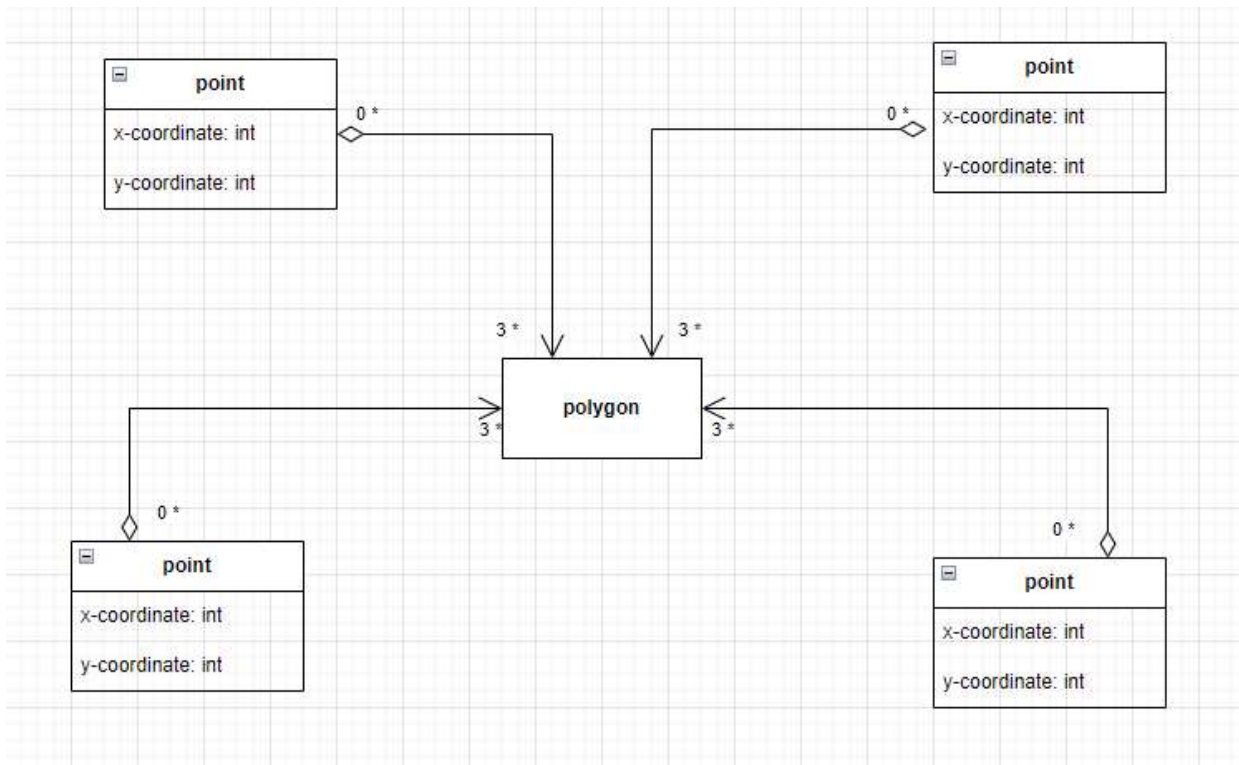 point
x-coordinate: int
y-coordinate: int
0 *
point
x-coordinate: int
y-coordinate: int
0 *
3 *
3 *
polygon
3 *
3 *
0 *
point
x-coordinate: int
y-coordinate: int
0 *
point
x-coordinate: int
y-coordinate: int